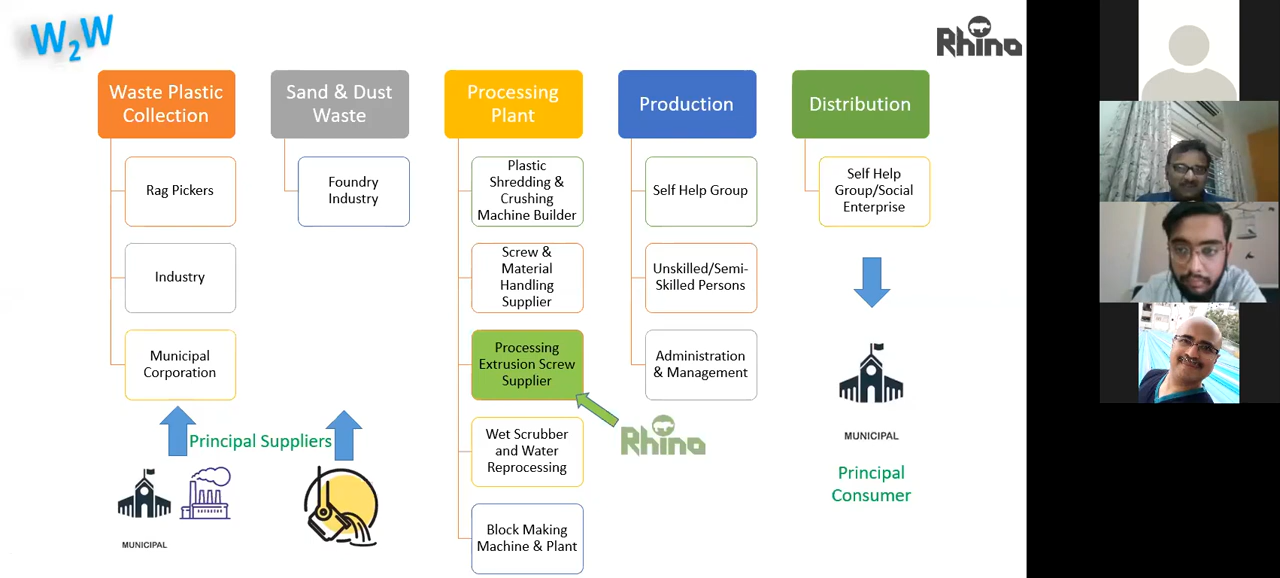 W2W
Rhino
Waste Plastic
Collection
Rag Pickers
Industry
Municipal
Corporation
Principal Suppliers
MUNICIPAL
Sand & Dust
Waste
Foundry
Industry
Processing
Plant
Plastic
Shredding &
Crushing
Machine Builder
Screw &
Material
Handling
Supplier
Processing
Extrusion Screw
Supplier
Rhino
Wet Scrubber
and Water
Reprocessing
Block Making
Machine & Plant
Production
Self Help Group
Unskilled/Semi-
Skilled Persons
Administration
& Management
Distribution
Self Help
Group/Social
Enterprise
MUNICIPAL
Principal
Consumer